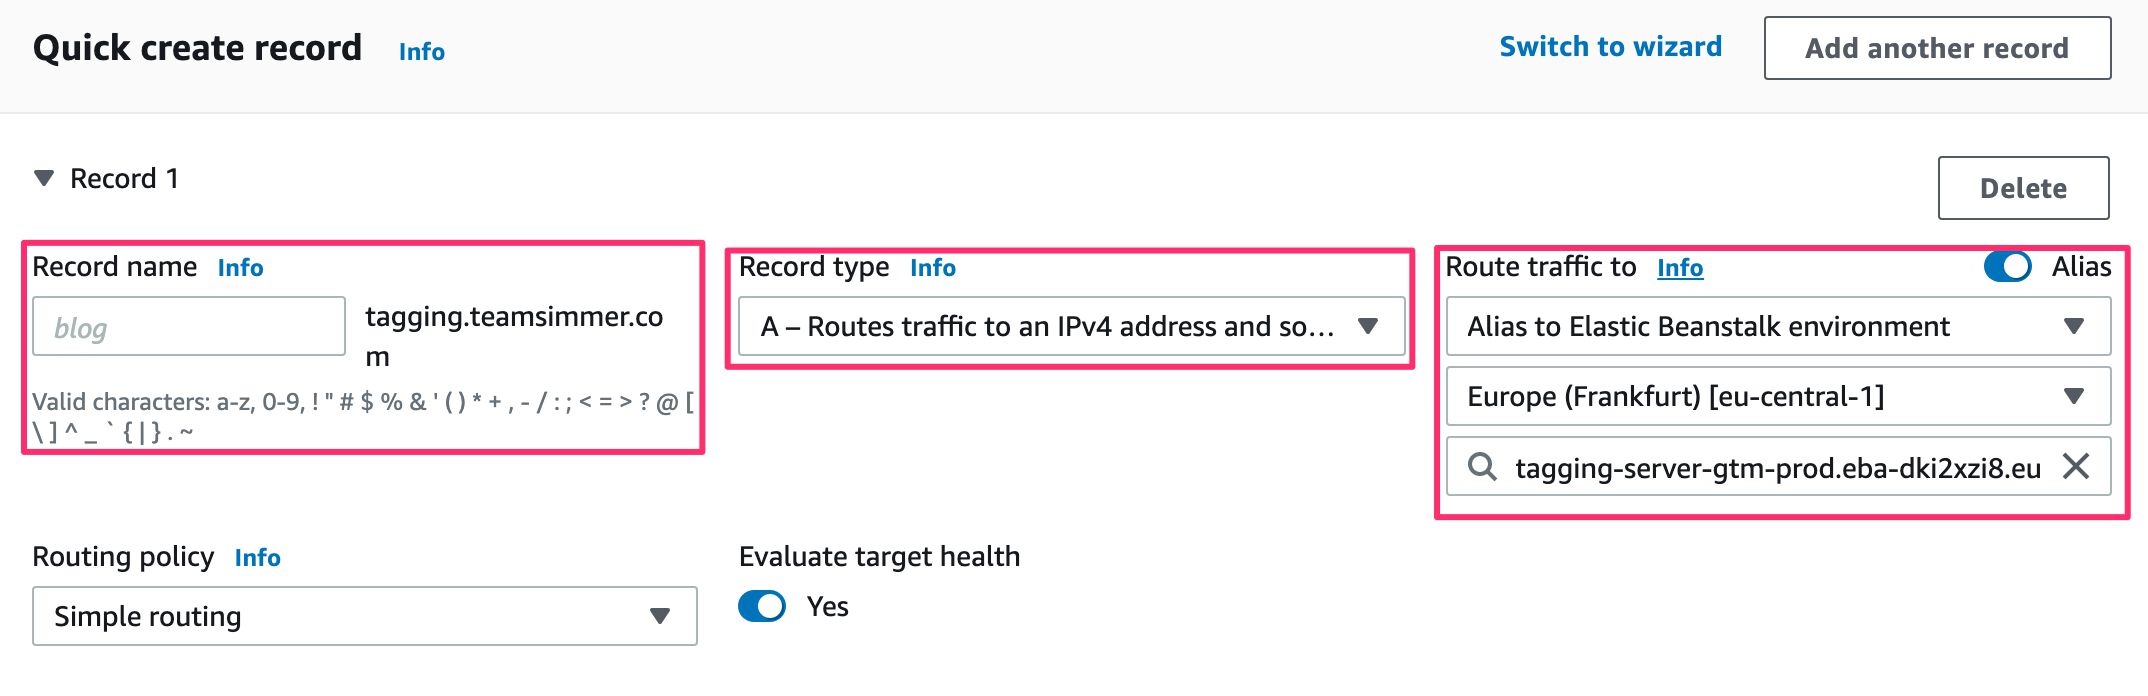 Quick create record Info Switch to wizard Add another record
Record 1 Delete
Record name Info
blog
tagging.teamsimmer.co
m
Valid characters: a-z, 0-9, ! " # $ % & ' ( ) * + , - / : ; < = > ? @ [
\ ] ^ _ ` { | } . ~
Record type Info
A – Routes traffic to an IPv4 address and so...
Route traffic to Info Alias
Alias to Elastic Beanstalk environment
Europe (Frankfurt) [eu-central-1]
tagging-server-gtm-prod.eba-dki2xzi8.eu
Routing policy Info
Simple routing
Evaluate target health
Yes